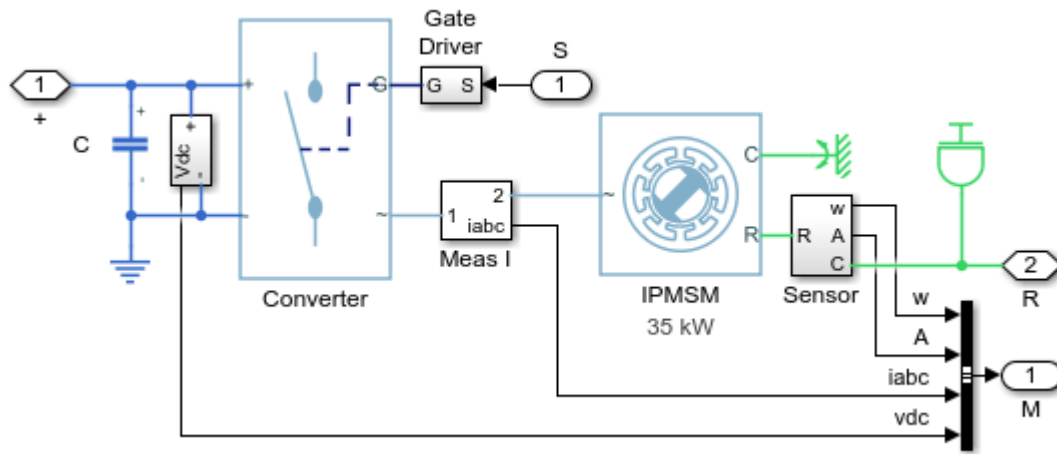 Gate
Driver
S
1
+
C
+
-
Vdc
+
-
+
-
G
~
G S
1
Converter
1
2
iabc
Meas I
~
C
R
IPMSM
35 kW
R
w
A
C
Sensor
2
R
w
A
iabc
vdc
1
M